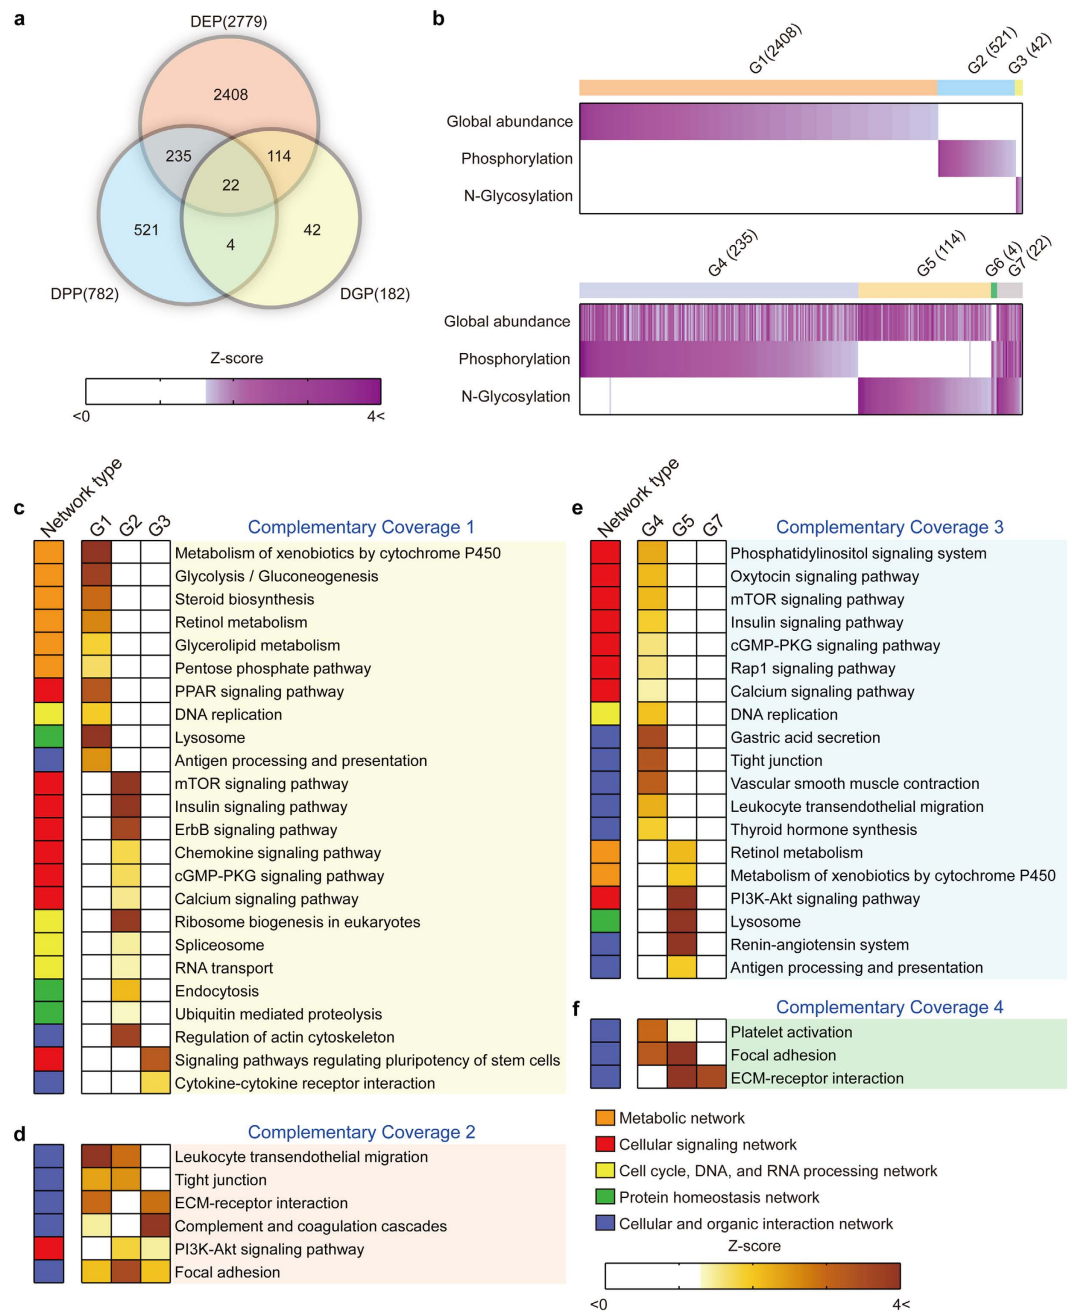 a
DEP(2779)
2408
235
114
22
521
4
42
DPP(782)
DGP(182)
Z-score
<0
4<
b
G1(2408)
G2 (521)
G3 (42)
Global abundance
Phosphorylation
N-Glycosylation
G4 (235)
G5 (114)
G6 (4)
G7 (22)
Global abundance
Phosphorylation
N-Glycosylation
c
Network type
G1
G2
G3
Complementary Coverage 1
Metabolism of xenobiotics by cytochrome P450
Glycolysis / Gluconeogenesis
Steroid biosynthesis
Retinol metabolism
Glycerolipid metabolism
Pentose phosphate pathway
PPAR signaling pathway
DNA replication
Lysosome
Antigen processing and presentation
mTOR signaling pathway
Insulin signaling pathway
ErbB signaling pathway
Chemokine signaling pathway
cGMP-PKG signaling pathway
Calcium signaling pathway
Ribosome biogenesis in eukaryotes
Spliceosome
RNA transport
Endocytosis
Ubiquitin mediated proteolysis
Regulation of actin cytoskeleton
Signaling pathways regulating pluripotency of stem cells
Cytokine-cytokine receptor interaction
d
Complementary Coverage 2
Leukocyte transendothelial migration
Tight junction
ECM-receptor interaction
Complement and coagulation cascades
PI3K-Akt signaling pathway
Focal adhesion
e
Network type
G4
G5
G7
Complementary Coverage 3
Phosphatidylinositol signaling system
Oxytocin signaling pathway
mTOR signaling pathway
Insulin signaling pathway
cGMP-PKG signaling pathway
Rap1 signaling pathway
Calcium signaling pathway
DNA replication
Gastric acid secretion
Tight junction
Vascular smooth muscle contraction
Leukocyte transendothelial migration
Thyroid hormone synthesis
Retinol metabolism
Metabolism of xenobiotics by cytochrome P450
PI3K-Akt signaling pathway
Lysosome
Renin-angiotensin system
Antigen processing and presentation
f
Complementary Coverage 4
Platelet activation
Focal adhesion
ECM-receptor interaction
Metabolic network
Cellular signaling network
Cell cycle, DNA, and RNA processing network
Protein homeostasis network
Cellular and organic interaction network
Z-score
<0
4<